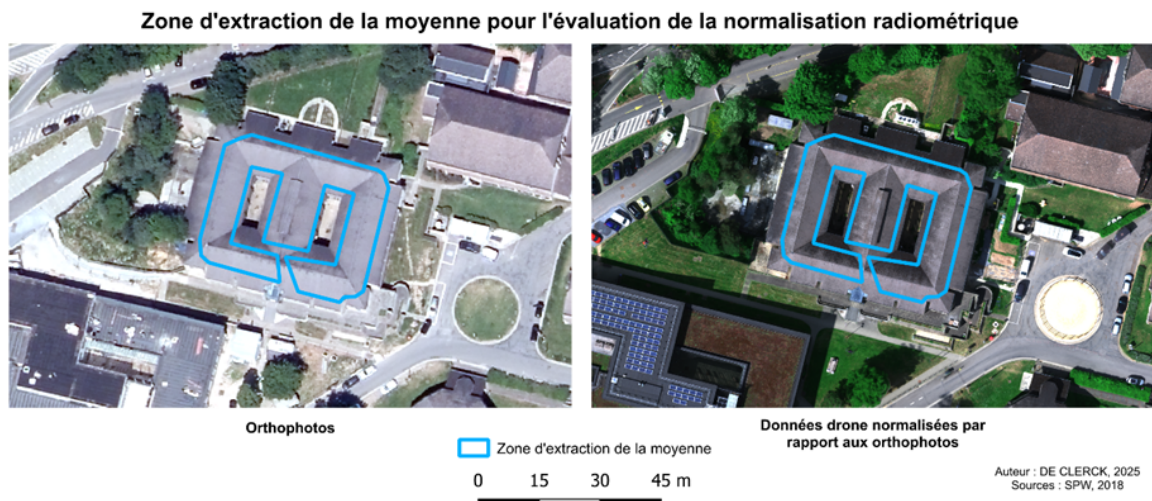 Zone d'extraction de la moyenne pour l'évaluation de la normalisation radiométrique
Orthophotos
Données drone normalisées par
rapport aux orthophotos
Zone d'extraction de la moyenne
0 15 30 45 m
Auteur : DE CLERCK, 2025
Sources : SPW, 2018